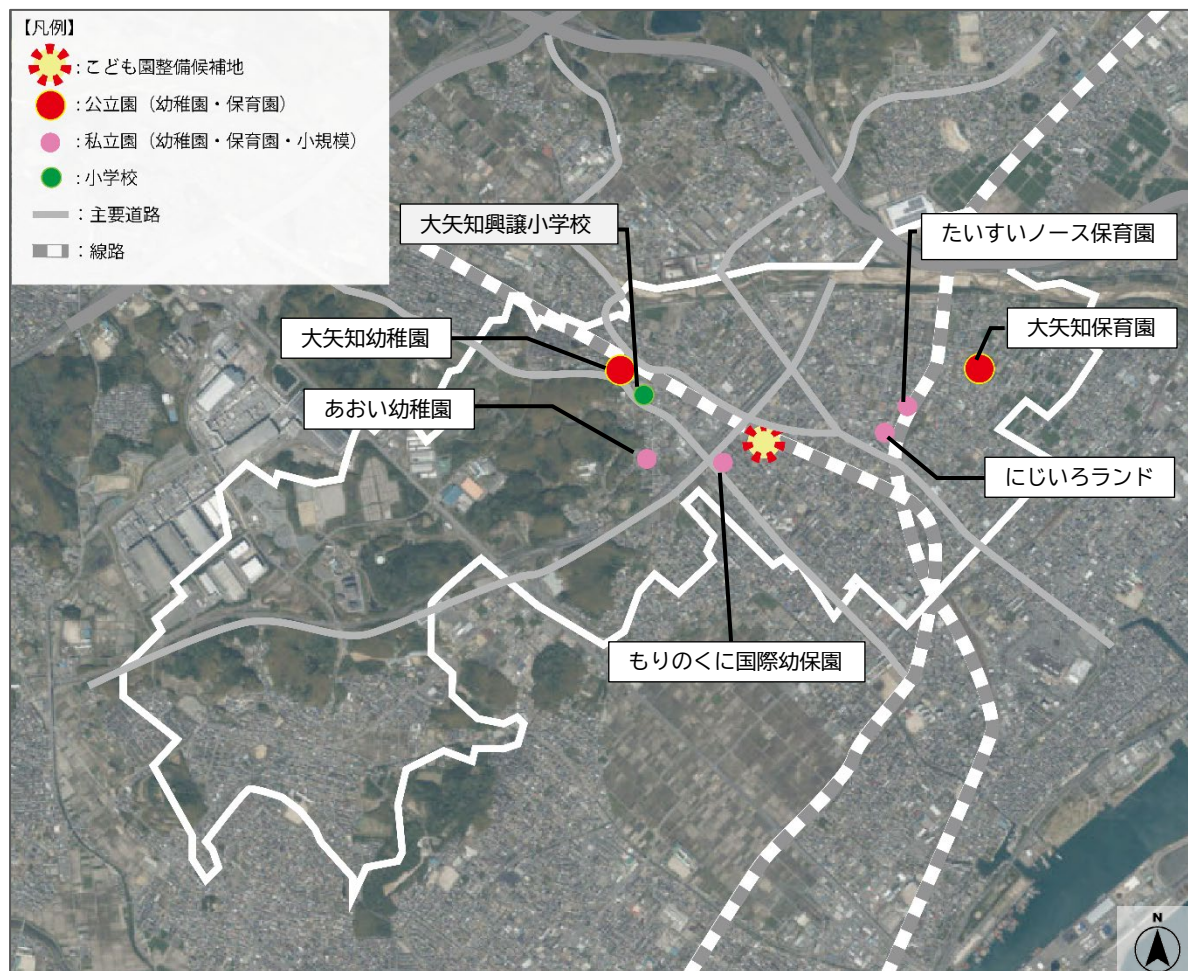 【凡例】
：こども園整備候補地
：公立園（幼稚園・保育園）
：私立園（幼稚園・保育園・小規模）
：小学校
：主要道路
：線路
大矢知興譲小学校
たいすいノース保育園
大矢知幼稚園
大矢知保育園
あおい幼稚園
にじいろランド
もりのくに国際幼保園
N